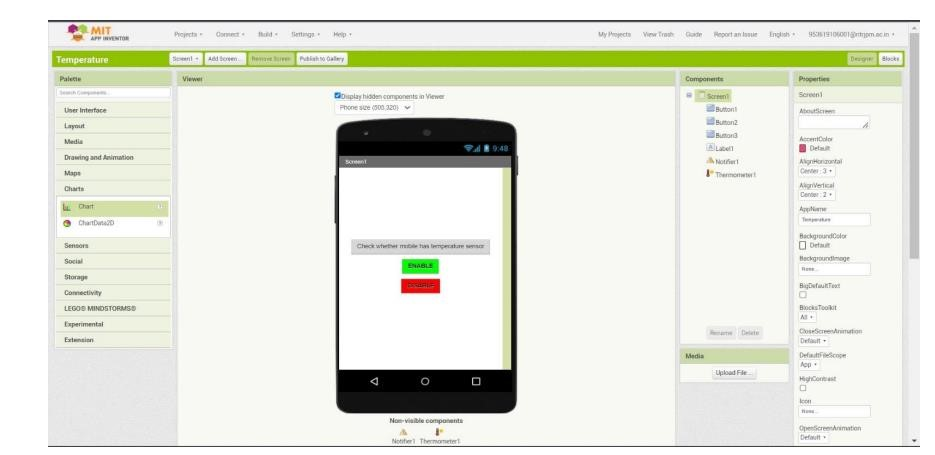 MIT
APP INVENTOR
Projects Connect Build Settings Help My Projects View Trash Guide Report an Issue English 953619106001@ritrjpm.ac.in
Temperature Screen1 Add Screen ... Remove Screen Publish to Gallery Designer Blocks
Palette
Search Components...
User Interface
Layout
Media
Drawing and Animation
Maps
Charts
Chart
ChartData2D
Sensors
Social
Storage
Connectivity
LEGO® MINDSTORMS®
Experimental
Extension
Viewer
Display hidden components in Viewer
Phone size (505,320)
9:48
Screen1
Check whether mobile has temperature sensor
ENABLE
DISABLE
Non-visible components
Notifier1 Thermometer1
Components
Screen1
Button1
Button2
Button3
Label1
Notifier1
Thermometer1
Rename Delete
Media
Upload File ...
Properties
Screen1
AboutScreen
AccentColor
Default
AlignHorizontal
Center : 3
AlignVertical
Center : 2
AppName
Temperature
BackgroundColor
Default
BackgroundImage
None...
BigDefaultText
BlocksToolkit
All
CloseScreenAnimation
Default
DefaultFileScope
App
HighContrast
Icon
None...
OpenScreenAnimation
Default